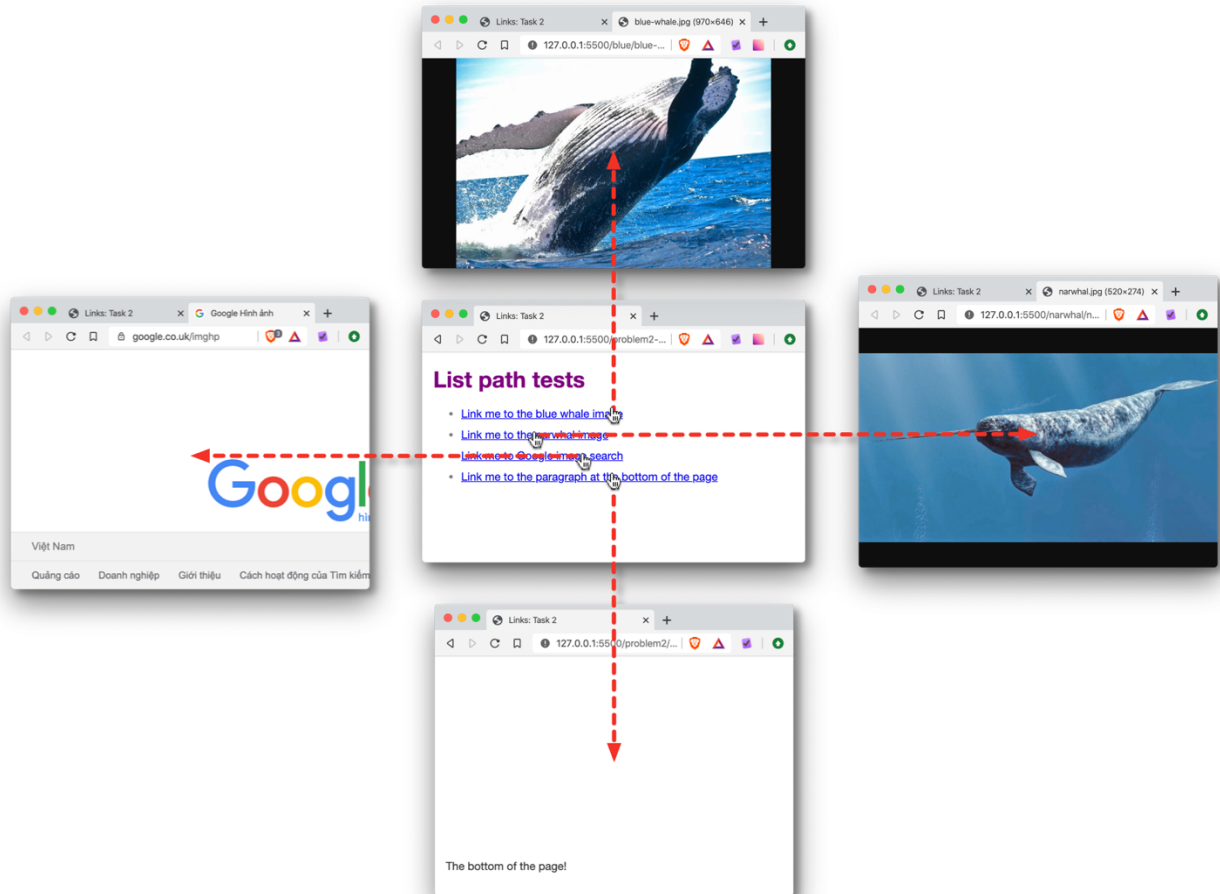 Links: Task 2
blue-whale.jpg (970×646)
127.0.0.1:5500/blue/blue-...
Links: Task 2
Google Hình ảnh
google.co.uk/imghp
3
Google
hìn
Việt Nam
Quảng cáo Doanh nghiệp Giới thiệu Cách hoạt động của Tìm kiếm
Links: Task 2
127.0.0.1:5500/problem2-...
List path tests
Link me to the blue whale image
Link me to the narwhal image
Link me to Google image search
Link me to the paragraph at the bottom of the page
Links: Task 2
narwhal.jpg (520×274)
127.0.0.1:5500/narwhal/n...
Links: Task 2
127.0.0.1:5500/problem2/...
The bottom of the page!